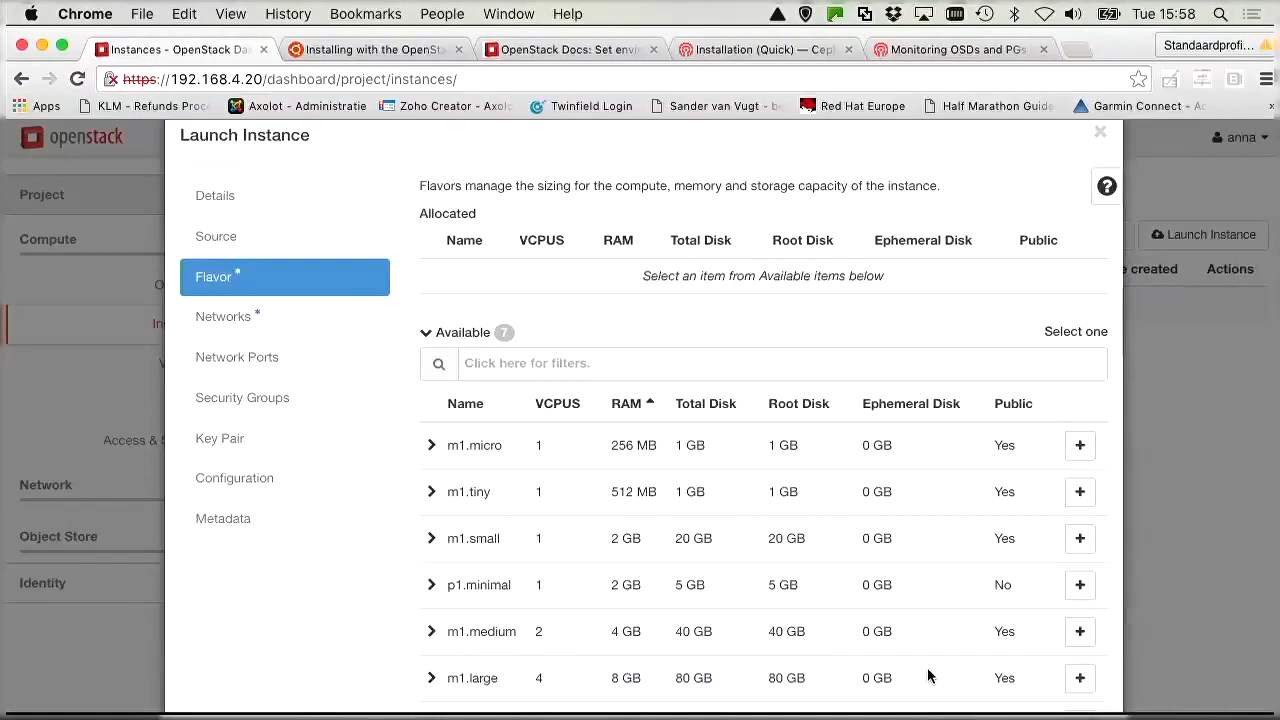 Chrome File Edit View History Bookmarks People Window Help Tue 15:58
Instances - OpenStack Da
Installing with the OpenSt
OpenStack Docs: Set envi
Installation (Quick) — Cep
Monitoring OSDs and PGs
Standaardprofi...
https://192.168.4.20/dashboard/project/instances/
Apps KLM - Refunds Proc Axolot - Administratie Zoho Creator - Axol Twinfield Login Sander van Vugt - be Red Hat Europe Half Marathon Guide Garmin Connect - Ac
openstack
anna
Launch Instance
Project
Compute
Network
Object Store
Identity
Access &
Launch Instance
e created Actions
Details
Source
Flavor *
Networks *
Network Ports
Security Groups
Key Pair
Configuration
Metadata
Flavors manage the sizing for the compute, memory and storage capacity of the instance.
Allocated
Name VCPUS RAM Total Disk Root Disk Ephemeral Disk Public
Select an item from Available items below
Available 7
Select one
Click here for filters.
Name VCPUS RAM Total Disk Root Disk Ephemeral Disk Public
m1.micro 1 256 MB 1 GB 1 GB 0 GB Yes +
m1.tiny 1 512 MB 1 GB 1 GB 0 GB Yes +
m1.small 1 2 GB 20 GB 20 GB 0 GB Yes +
p1.minimal 1 2 GB 5 GB 5 GB 0 GB No +
m1.medium 2 4 GB 40 GB 40 GB 0 GB Yes +
m1.large 4 8 GB 80 GB 80 GB 0 GB Yes +